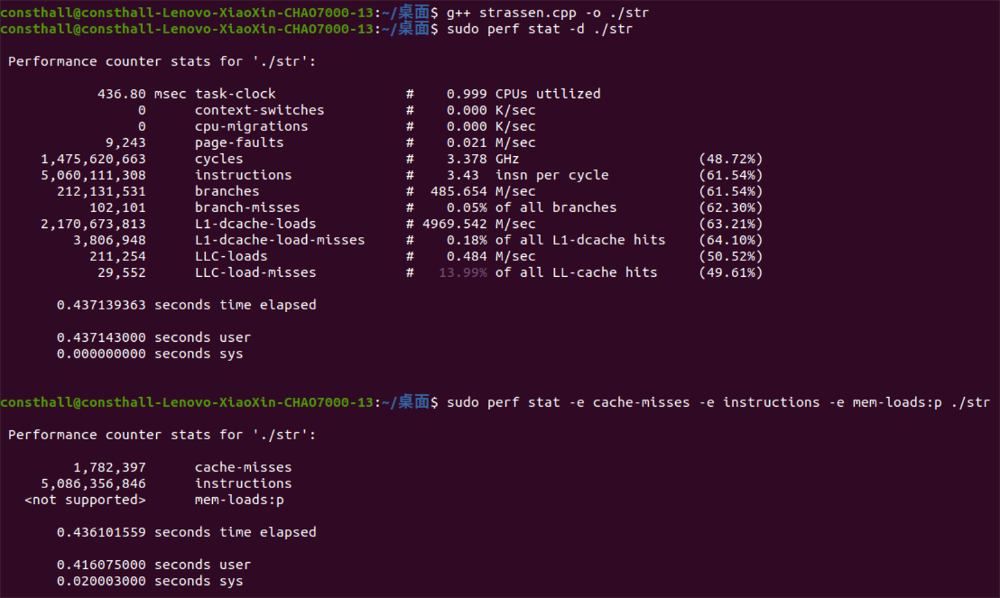 consthall@consthall-Lenovo-XiaoXin-CHAO7000-13:~/桌面$ g++ strassen.cpp -o ./str
consthall@consthall-Lenovo-XiaoXin-CHAO7000-13:~/桌面$ sudo perf stat -d ./str
Performance counter stats for './str':
436.80 msec task-clock # 0.999 CPUs utilized
0 context-switches # 0.000 K/sec
0 cpu-migrations # 0.000 K/sec
9,243 page-faults # 0.021 M/sec
1,475,620,663 cycles # 3.378 GHz (48.72%)
5,060,111,308 instructions # 3.43 insn per cycle (61.54%)
212,131,531 branches # 485.654 M/sec (61.54%)
102,101 branch-misses # 0.05% of all branches (62.30%)
2,170,673,813 L1-dcache-loads # 4969.542 M/sec (63.21%)
3,806,948 L1-dcache-load-misses # 0.18% of all L1-dcache hits (64.10%)
211,254 LLC-loads # 0.484 M/sec (50.52%)
29,552 LLC-load-misses # 13.99% of all LL-cache hits (49.61%)
0.437139363 seconds time elapsed
0.437143000 seconds user
0.000000000 seconds sys
consthall@consthall-Lenovo-XiaoXin-CHAO7000-13:~/桌面$ sudo perf stat -e cache-misses -e instructions -e mem-loads:p ./str
Performance counter stats for './str':
1,782,397 cache-misses
5,086,356,846 instructions
<not supported> mem-loads:p
0.436101559 seconds time elapsed
0.416075000 seconds user
0.020003000 seconds sys